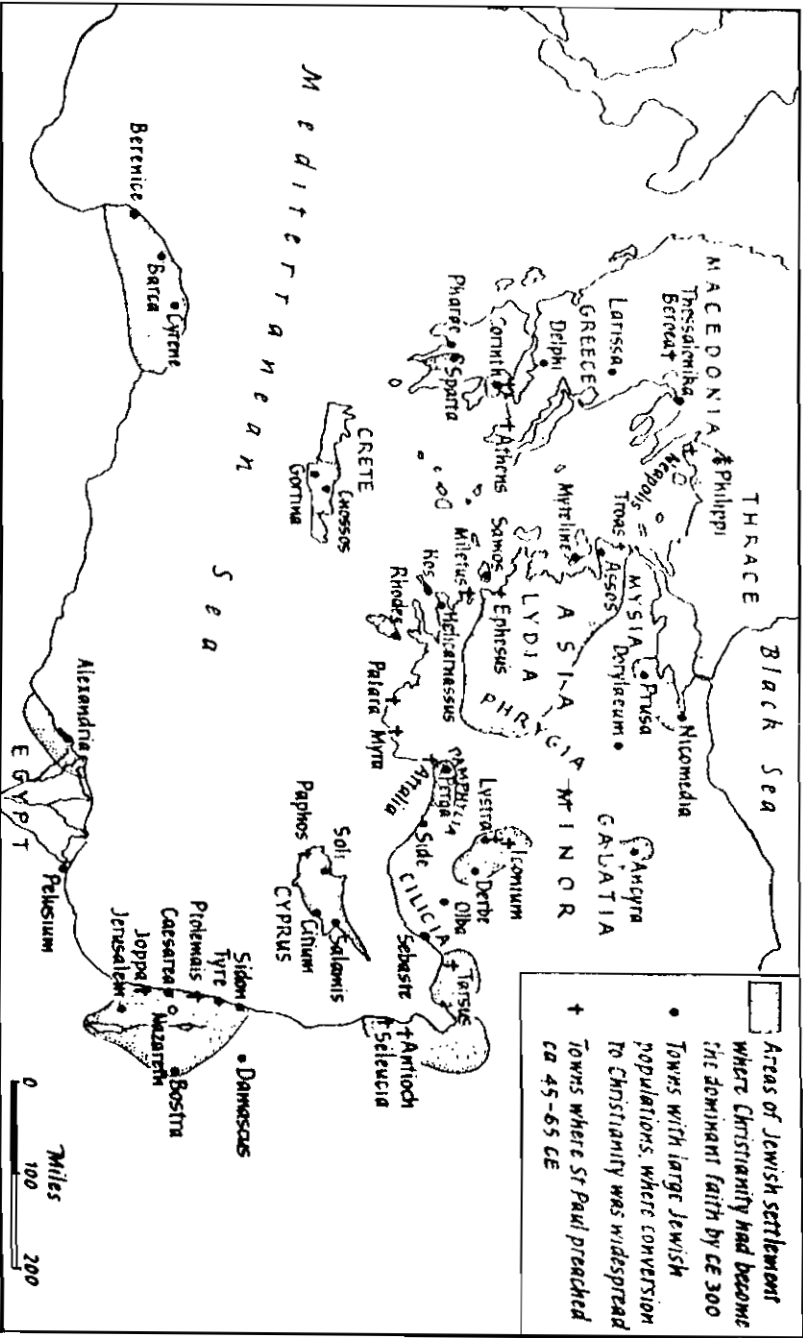 Areas of Jewish settlement
where Christianity had become
the dominant faith by CE 300
Towns with large Jewish
populations, where conversion
to Christianity was widespread
Towns where St Paul preached
ca 45-65 CE
Black Sea
THRACE
MACEDONIA
Philippi
Neapolis
Thessalonika
Beroea
Larissa
GREECE
Delphi
Corinth
Athens
Pharae
Sparta
Nicomedia
Prusa
Dorylaeum
MYSIA
Troas
Assos
Myteline
ASIA MINOR
LYDIA
PHRYGIA
GALATIA
Ancyra
Samos
Ephesus
Miletus
Kos
Helicarnassus
Rhodes
Patara
Myra
Attalia
PAMPHYLIA
Perga
Side
Lystra
Iconium
Derbe
Olba
CILICIA
Sebaste
Tarsus
Antioch
Seleucia
CRETE
Cnossos
Gortina
Soli
Paphos
Salamis
Citium
CYPRUS
Mediterranean
Sea
Berenice
Barca
Cyrene
Alexandria
EGYPT
Pelusium
Sidon
Tyre
Ptolemais
Caesarea
Joppa
Jerusalem
Nazareth
Damascus
Bostra
0 100 200
Miles